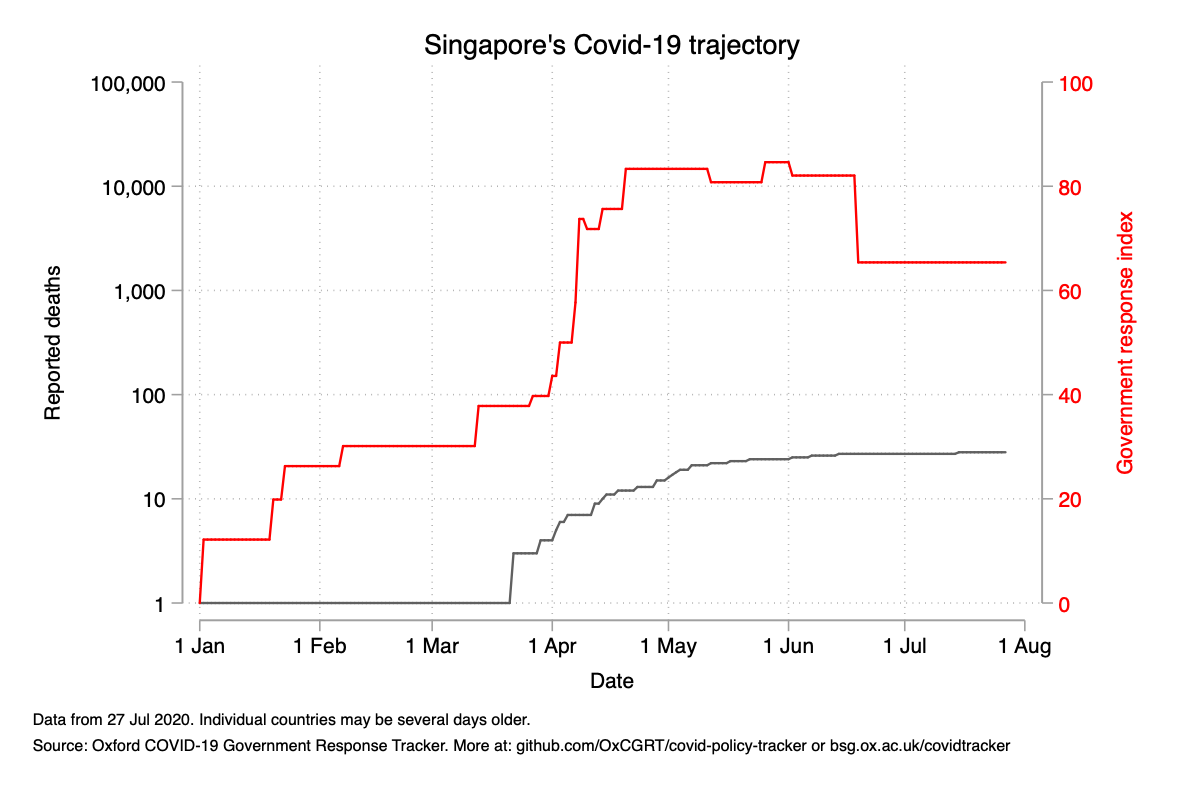 Singapore's Covid-19 trajectory
100,000
10,000
1,000
100
10
1
Reported deaths
100
80
60
40
20
0
Government response index
1 Jan 1 Feb 1 Mar 1 Apr 1 May 1 Jun 1 Jul 1 Aug
Date
Data from 27 Jul 2020. Individual countries may be several days older.
Source: Oxford COVID-19 Government Response Tracker. More at: github.com/OxCGRT/covid-policy-tracker or bsg.ox.ac.uk/covidtracker